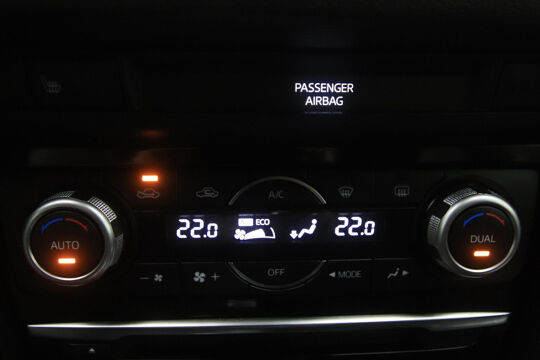 PASSENGER
AIRBAG
A/C
22.0 ECO 22.0
AUTO
DUAL
- +
OFF
◄ MODE
►